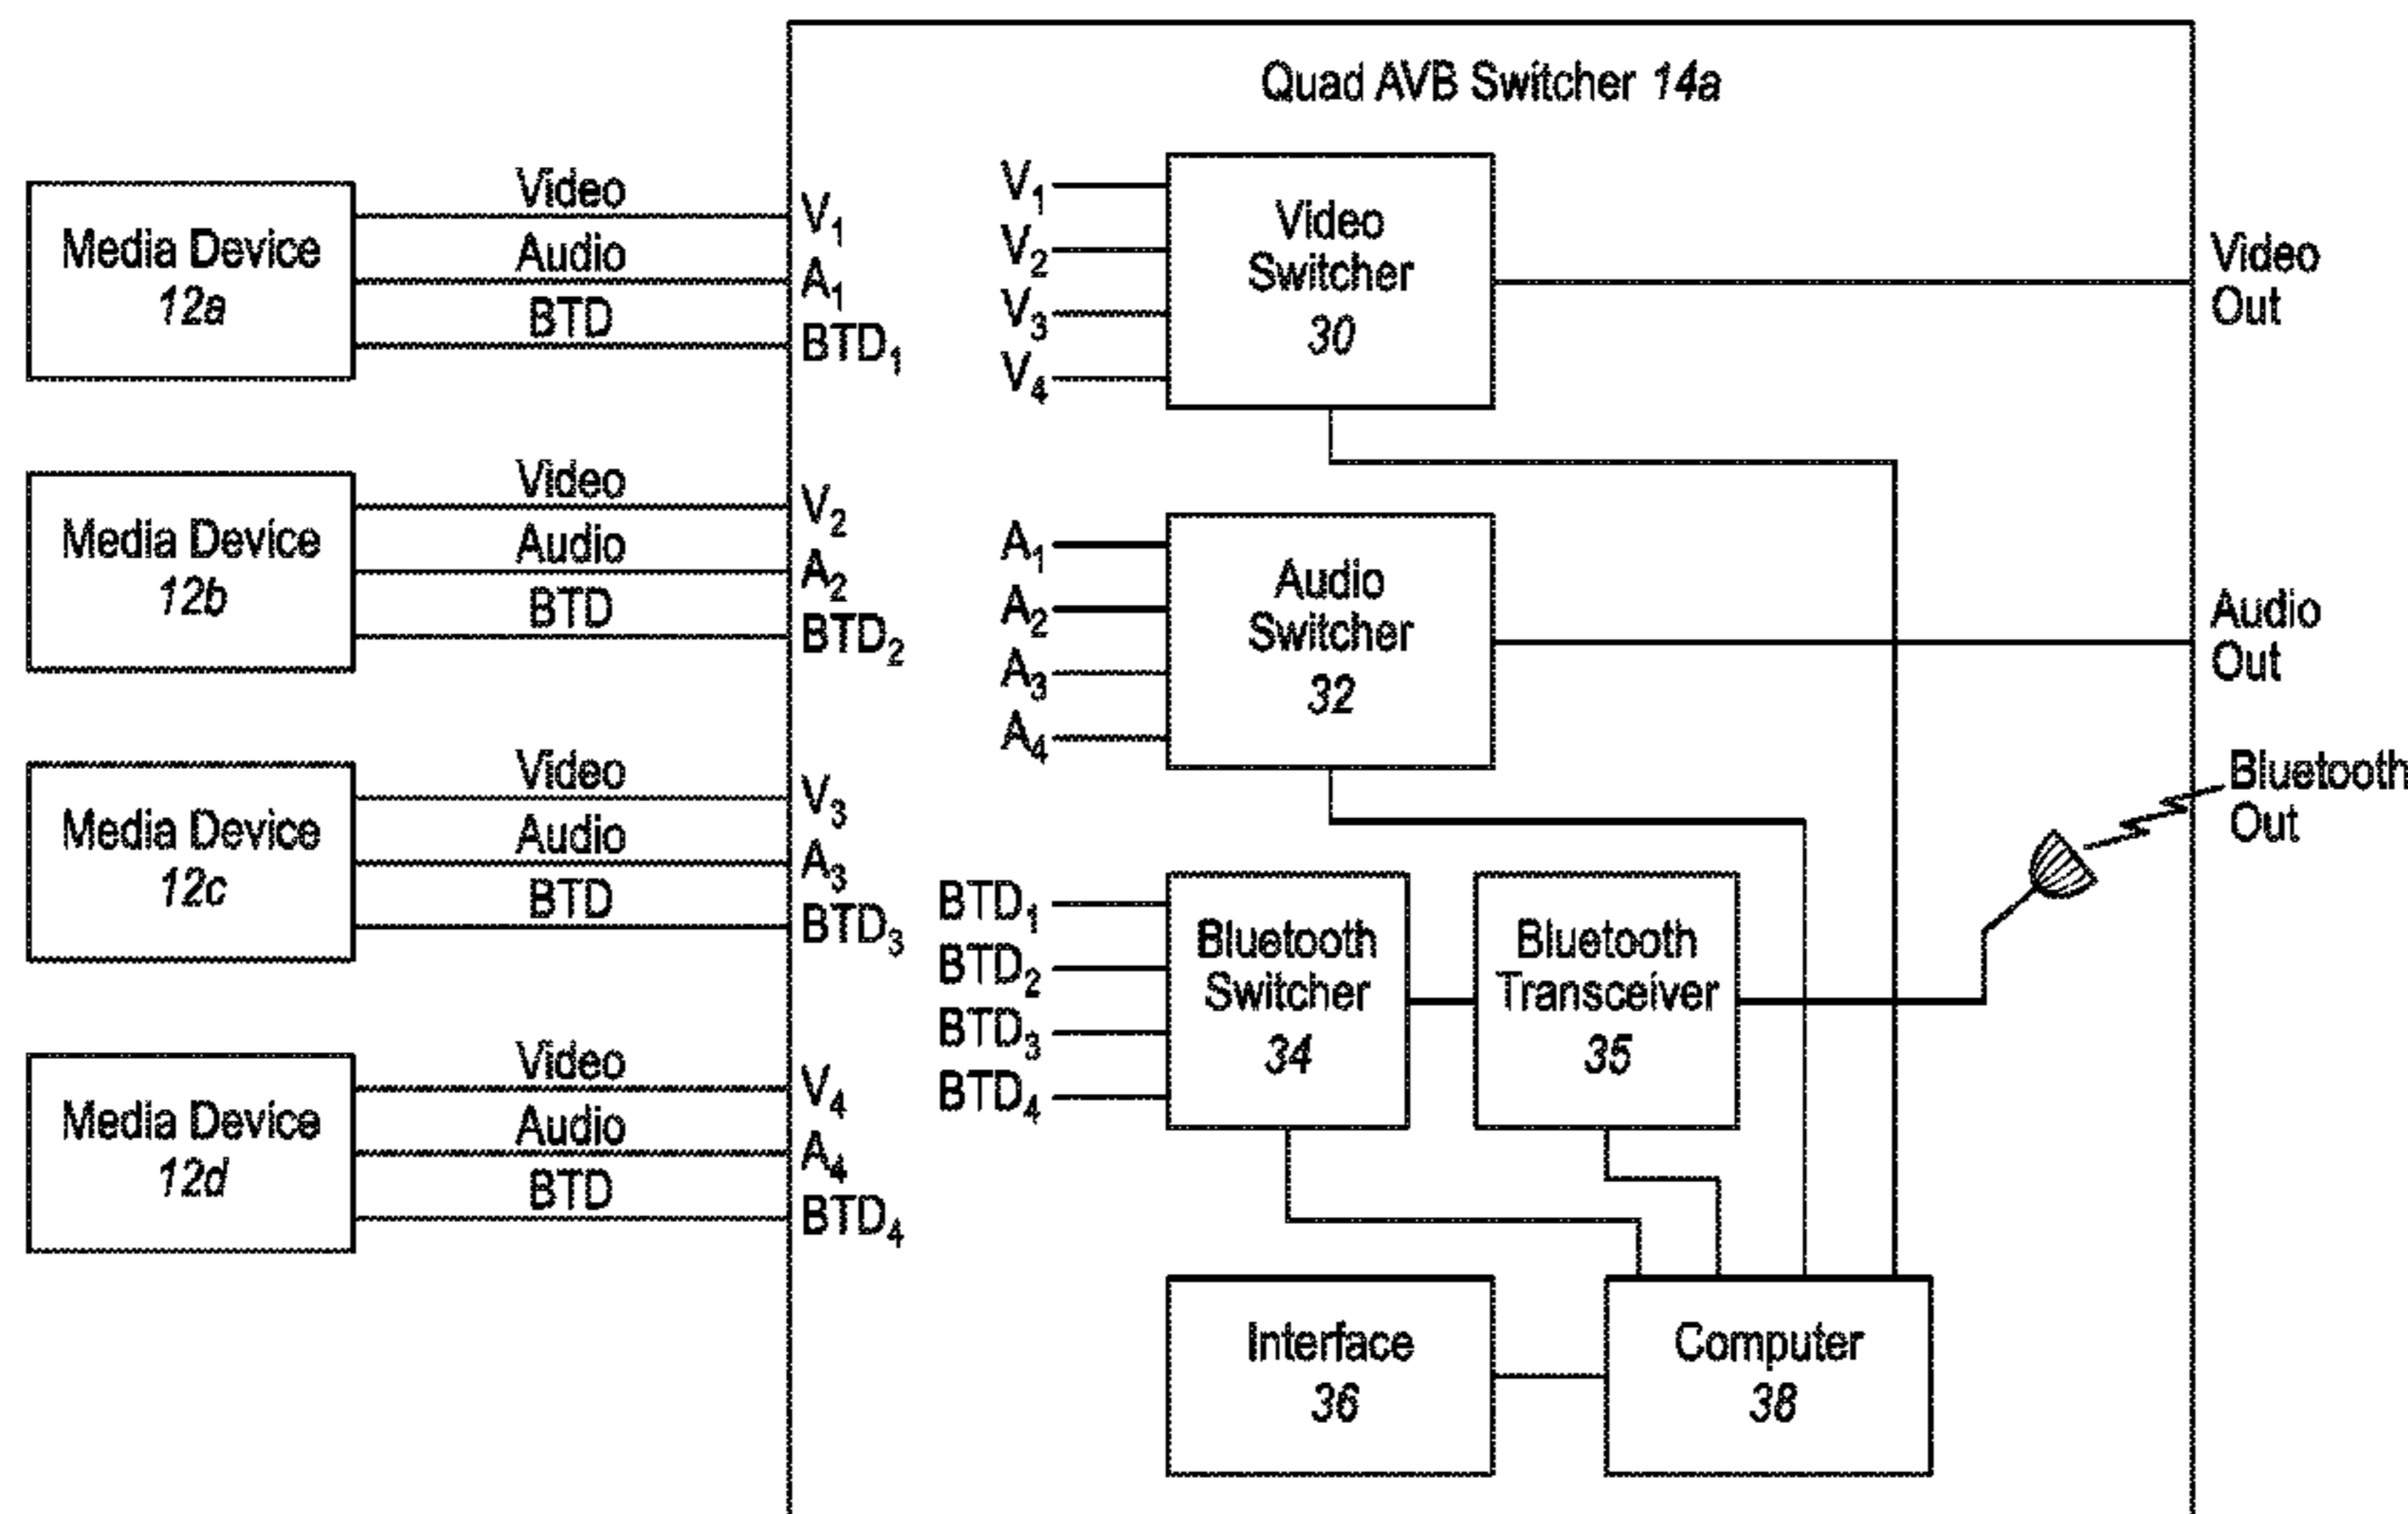 Quad AVB Switcher 14a
Media Device
12a
Video
Audio
BTD
V1
A1
BTD1
Media Device
12b
Video
Audio
BTD
V2
A2
BTD2
Media Device
12c
Video
Audio
BTD
V3
A3
BTD3
Media Device
12d
Video
Audio
BTD
V4
A4
BTD4
V1
V2
V3
V4
Video
Switcher
30
Video
Out
A1
A2
A3
A4
Audio
Switcher
32
Audio
Out
BTD1
BTD2
BTD3
BTD4
Bluetooth
Switcher
34
Bluetooth
Transceiver
35
Bluetooth
Out
Interface
36
Computer
38